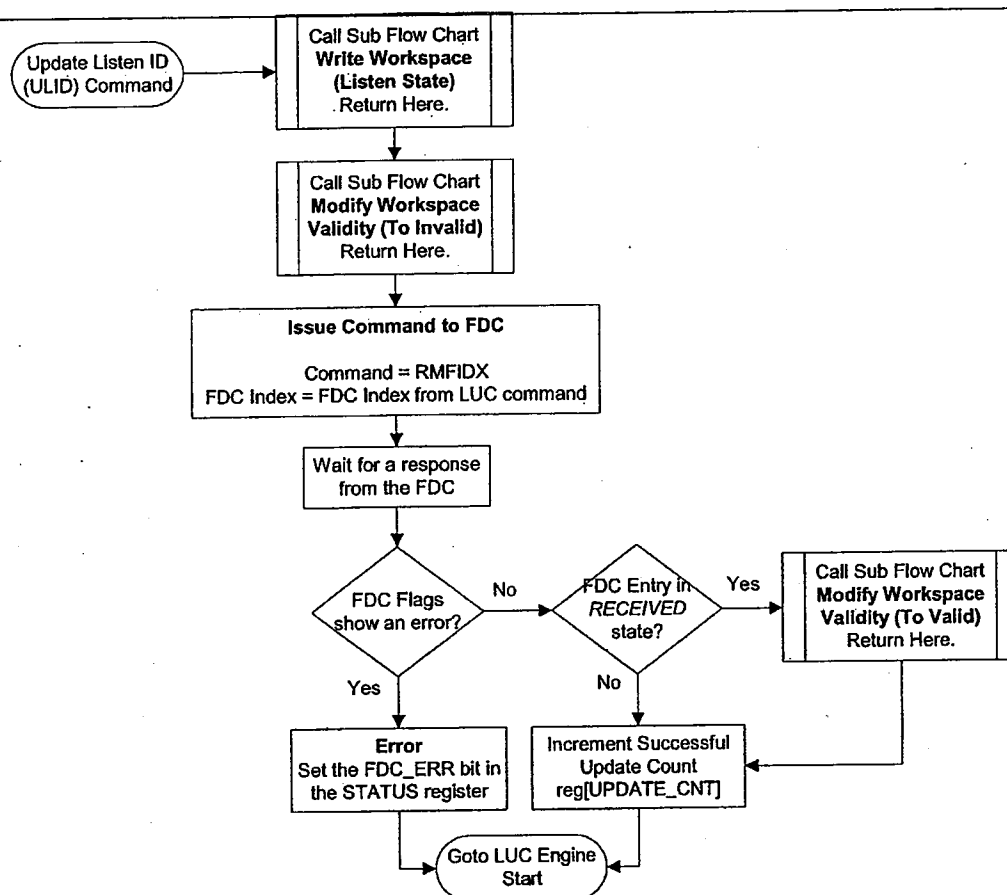 Update Listen ID
(ULID) Command
Call Sub Flow Chart
Write Workspace
(Listen State)
Return Here.
Call Sub Flow Chart
Modify Workspace
Validity (To Invalid)
Return Here.
Issue Command to FDC
Command = RMFIDX
FDC Index = FDC Index from LUC command
Wait for a response
from the FDC
FDC Flags
show an error?
No
FDC Entry in
RECEIVED
state?
Yes
Call Sub Flow Chart
Modify Workspace
Validity (To Valid)
Return Here.
Yes
No
Error
Set the FDC_ERR bit in
the STATUS register
Increment Successful
Update Count
reg[UPDATE_CNT]
Goto LUC Engine
Start